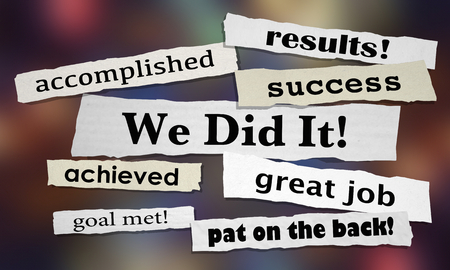 results!
accomplished
success
We Did It!
achieved
great job
goal met!
pat on the back!